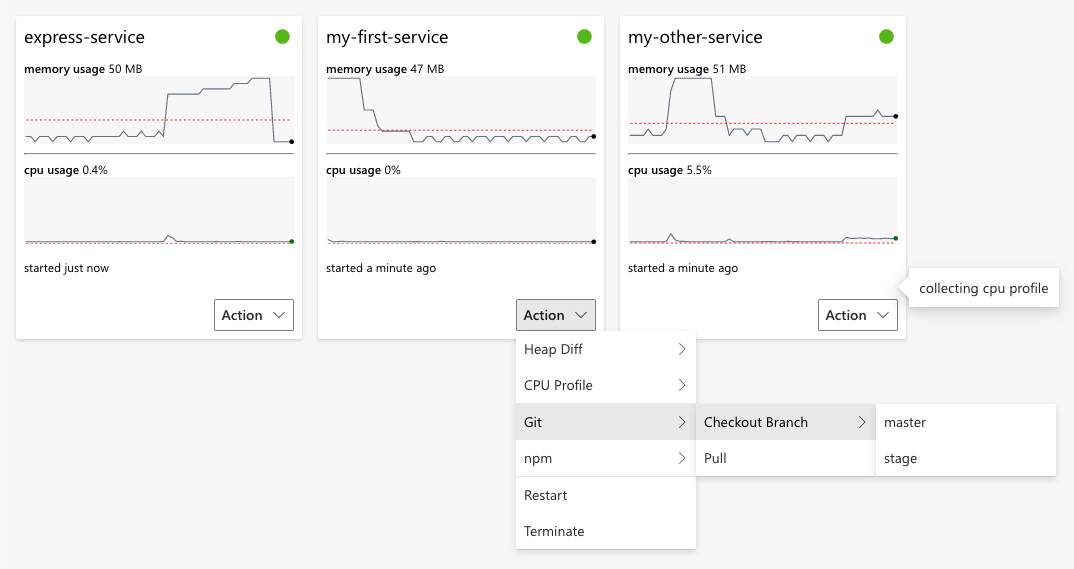 express-service
memory usage 50 MB
cpu usage 0.4%
started just now
Action
my-first-service
memory usage 47 MB
cpu usage 0%
started a minute ago
Action
my-other-service
memory usage 51 MB
cpu usage 5.5%
started a minute ago
Action
collecting cpu profile
Heap Diff
CPU Profile
Git
npm
Restart
Terminate
Checkout Branch
Pull
master
stage